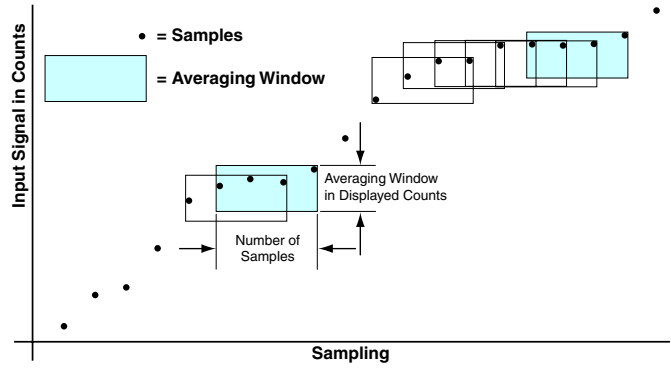 = Samples
= Averaging Window
Input Signal in Counts
Averaging Window
in Displayed Counts
Number of
Samples
Sampling